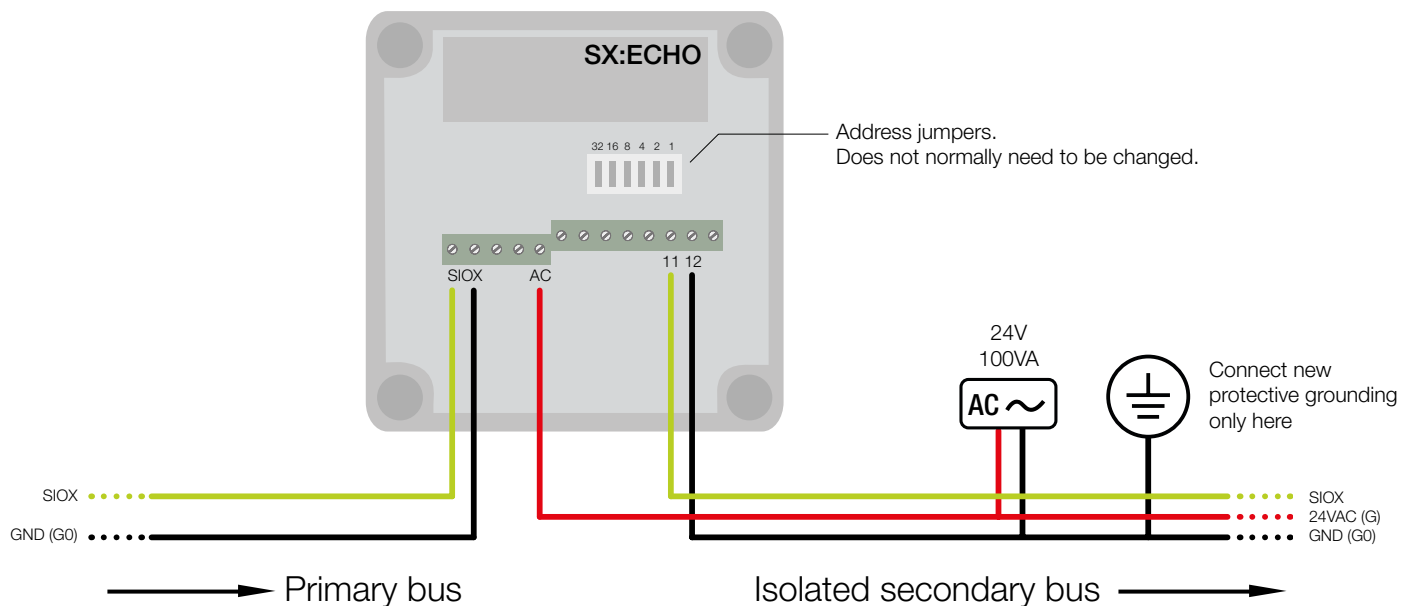 SX:ECHO
Address jumpers.
Does not normally need to be changed.
32 16 8 4 2 1
SIOX
AC
11 12
24V
100VA
AC
Connect new
protective grounding
only here
SIOX
GND (G0)
SIOX
24VAC (G)
GND (G0)
Primary bus
Isolated secondary bus